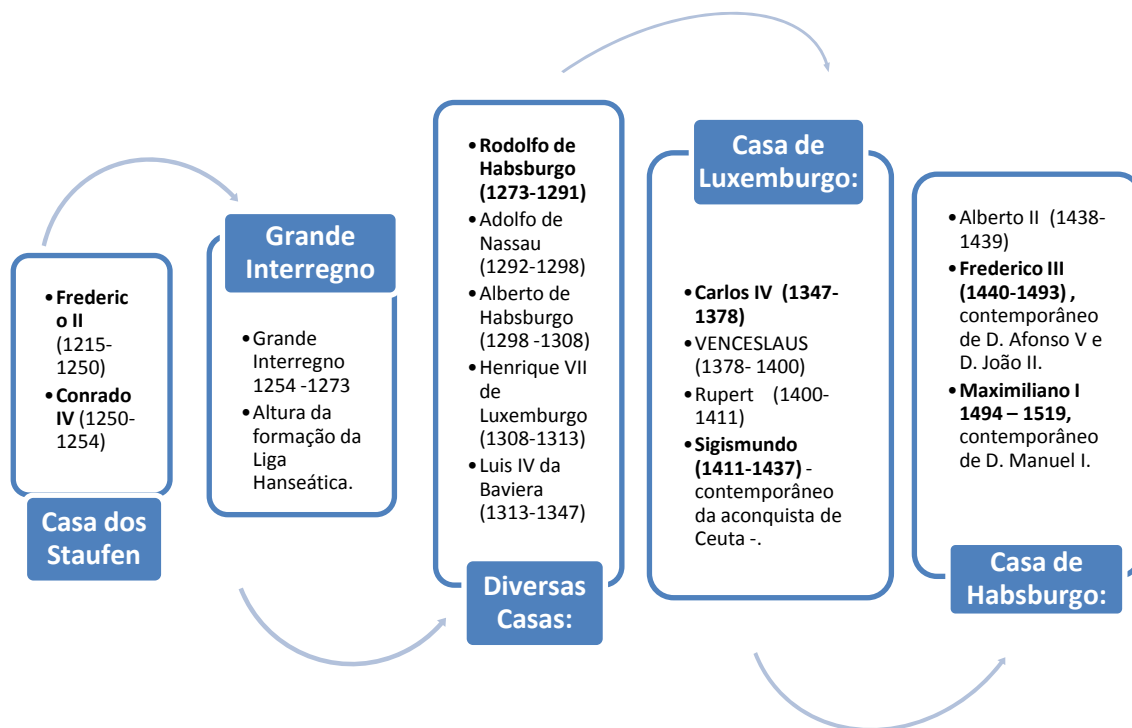 • Frederic
o II
(1215-
1250)
• Conrado
IV (1250-
1254)
Casa dos
Staufen
Grande
Interregno
• Grande
Interregno
1254 -1273
• Altura da
formação da
Liga
Hanseática.
• Rodolfo de
Habsburgo
(1273-1291)
• Adolfo de
Nassau
(1292-1298)
• Alberto de
Habsburgo
(1298 -1308)
• Henrique VII
de
Luxemburgo
(1308-1313)
• Luis IV da
Baviera
(1313-1347)
Diversas
Casas:
Casa de
Luxemburgo:
• Carlos IV (1347-
1378)
• VENCESLAUS
(1378- 1400)
• Rupert (1400-
1411)
• Sigismundo
(1411-1437) -
contemporâneo
da aconquista de
Ceuta -.
• Alberto II (1438-
1439)
• Frederico III
(1440-1493) ,
contemporâneo
de D. Afonso V e
D. João II.
• Maximiliano I
1494 – 1519,
contemporâneo
de D. Manuel I.
Casa de
Habsburgo: